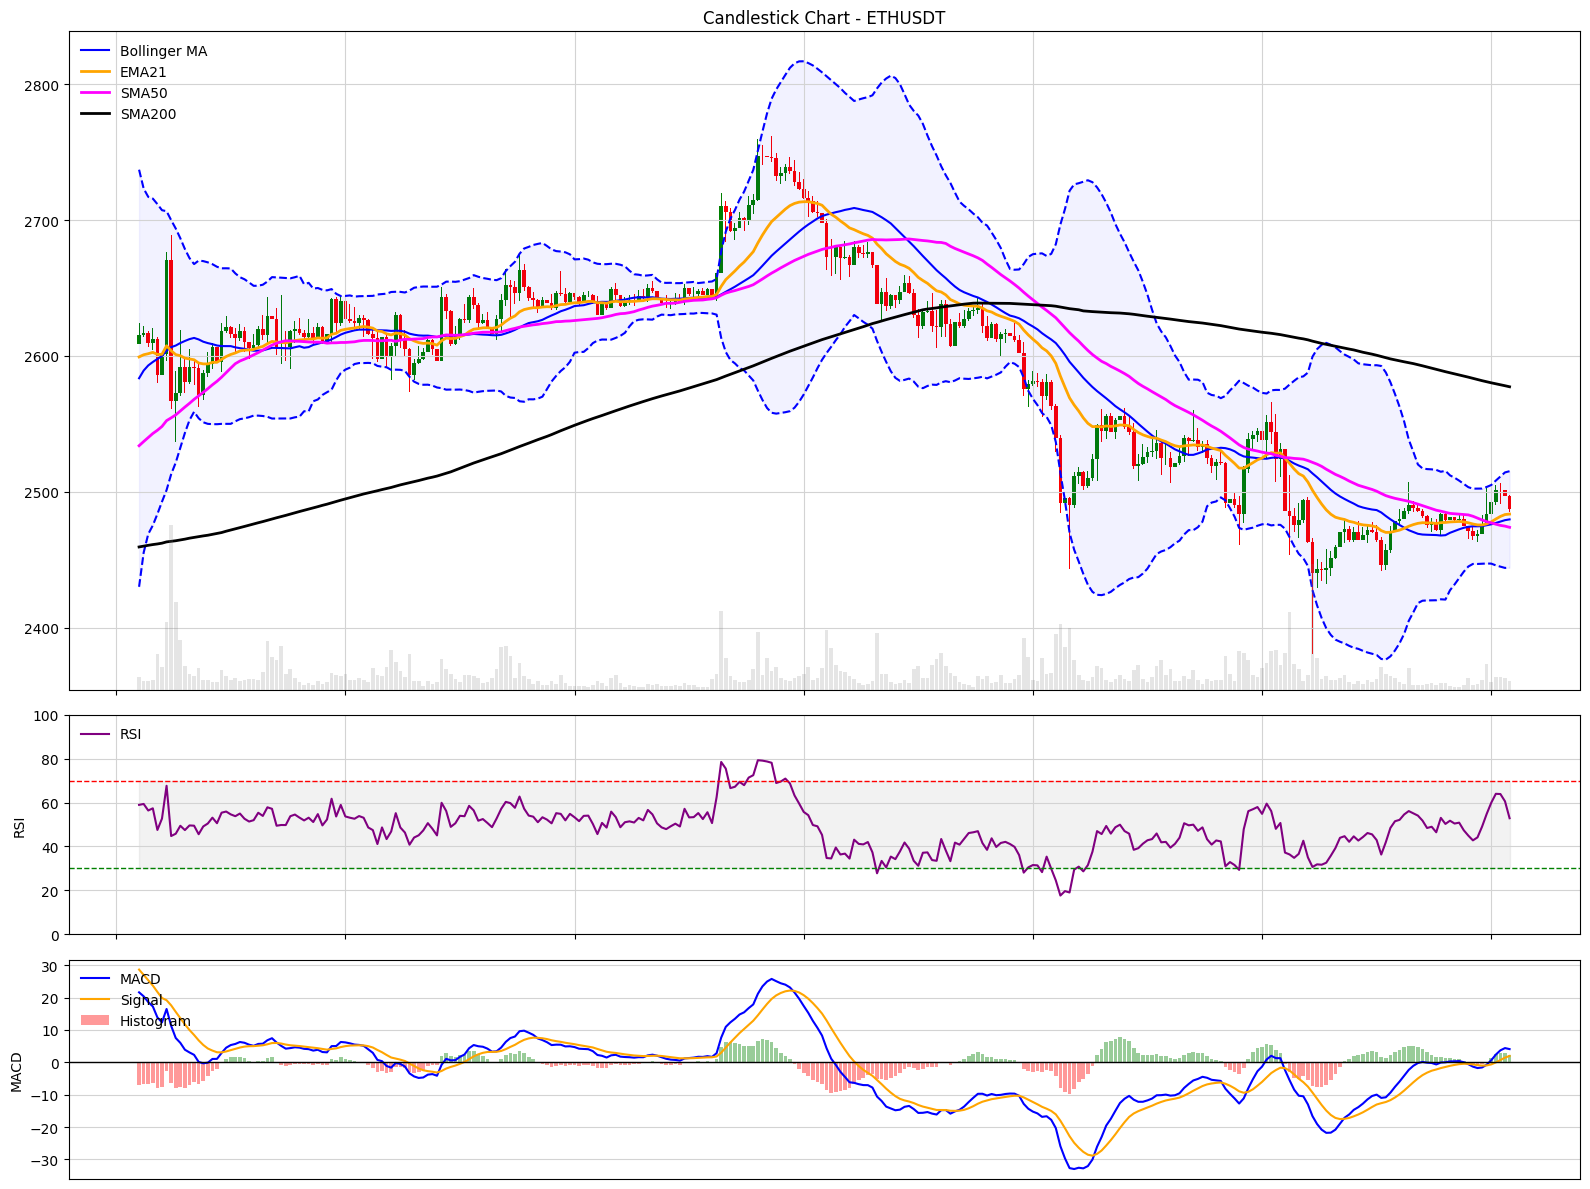 Candlestick Chart - ETHUSDT
Bollinger MA
EMA21
SMA50
SMA200
2800
2700
2600
2500
2400
RSI
100
80
60
40
20
0
RSI
MACD
Signal
Histogram
30
20
10
0
−10
−20
−30
MACD